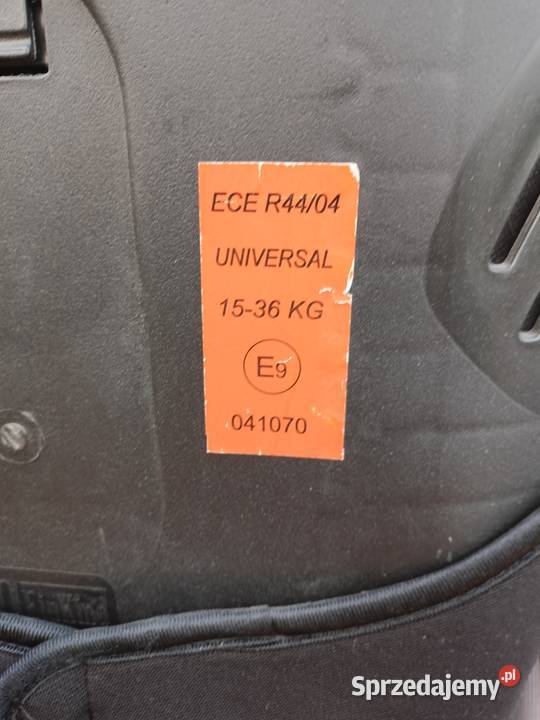 ECE R44/04
UNIVERSAL
15-36 KG
E9
041070
Sprzedajemy.pl